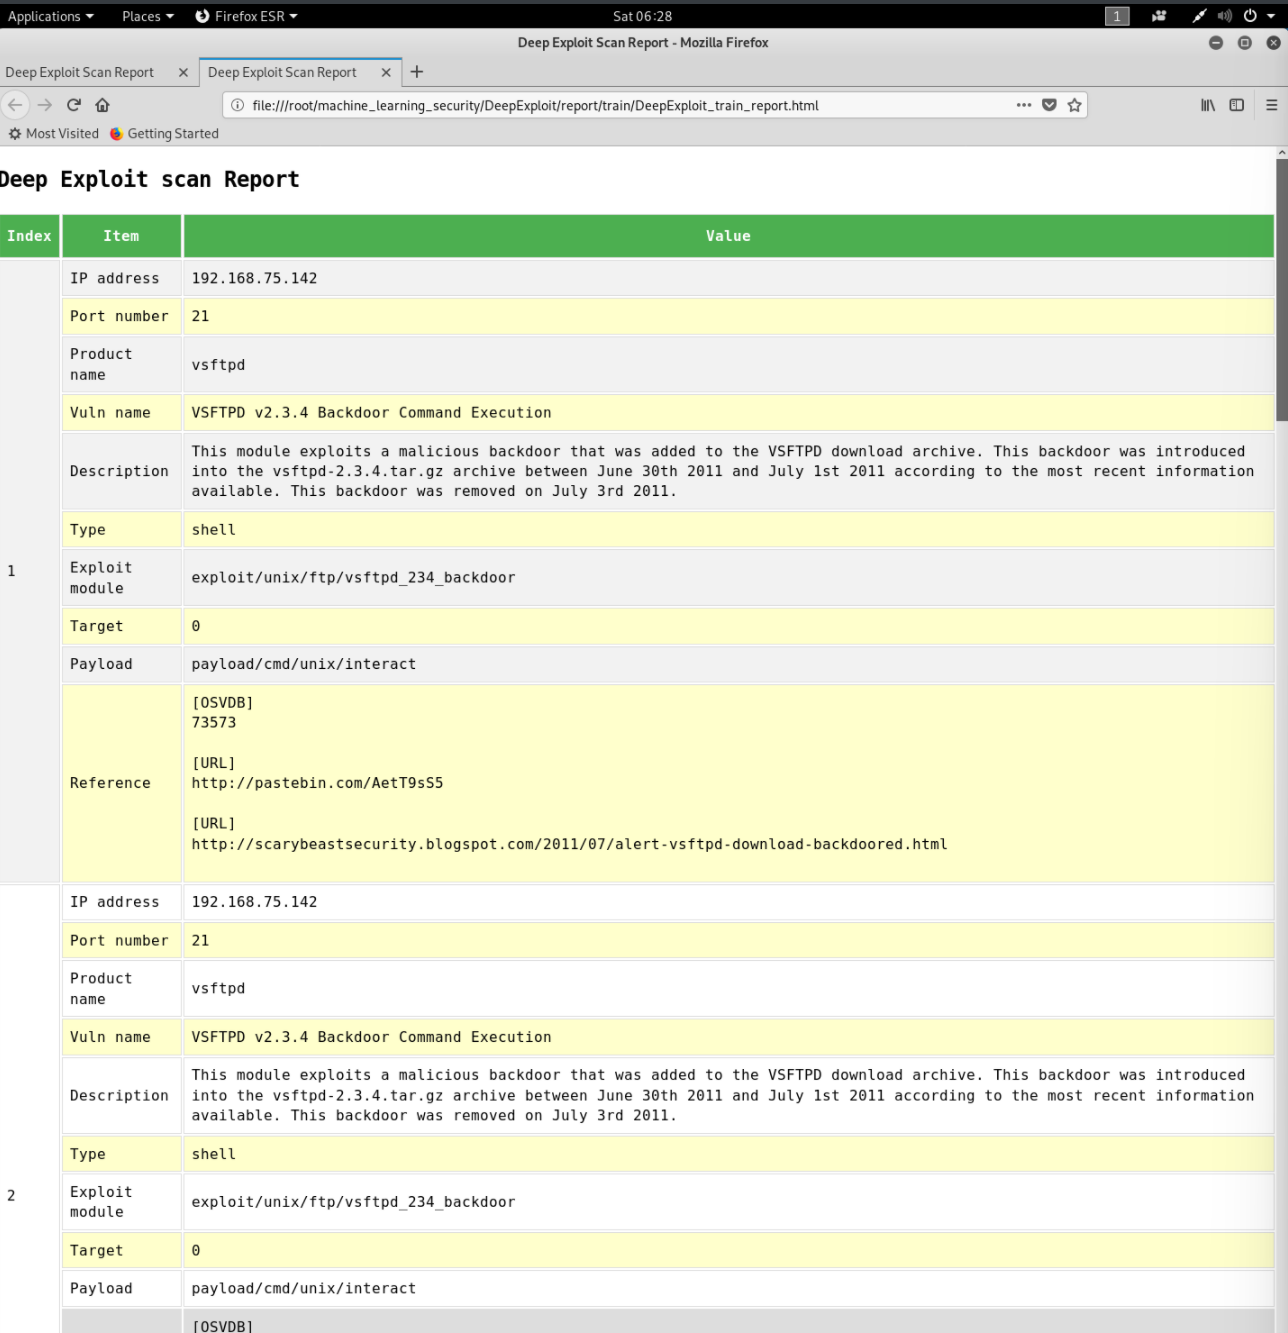 Applications Places Firefox ESR Sat 06:28 1
Deep Exploit Scan Report - Mozilla Firefox
Deep Exploit Scan Report Deep Exploit Scan Report
file:///root/machine_learning_security/DeepExploit/report/train/DeepExploit_train_report.html
Most Visited Getting Started
Deep Exploit scan Report
Index Item Value
1
IP address 192.168.75.142
Port number 21
Product
name
vsftpd
Vuln name VSFTPD v2.3.4 Backdoor Command Execution
Description
This module exploits a malicious backdoor that was added to the VSFTPD download archive. This backdoor was introduced
into the vsftpd-2.3.4.tar.gz archive between June 30th 2011 and July 1st 2011 according to the most recent information
available. This backdoor was removed on July 3rd 2011.
Type shell
Exploit
module
exploit/unix/ftp/vsftpd_234_backdoor
Target 0
Payload payload/cmd/unix/interact
Reference
[OSVDB]
73573
[URL]
http://pastebin.com/AetT9sS5
[URL]
http://scarybeastsecurity.blogspot.com/2011/07/alert-vsftpd-download-backdoored.html
2
IP address 192.168.75.142
Port number 21
Product
name
vsftpd
Vuln name VSFTPD v2.3.4 Backdoor Command Execution
Description
This module exploits a malicious backdoor that was added to the VSFTPD download archive. This backdoor was introduced
into the vsftpd-2.3.4.tar.gz archive between June 30th 2011 and July 1st 2011 according to the most recent information
available. This backdoor was removed on July 3rd 2011.
Type shell
Exploit
module
exploit/unix/ftp/vsftpd_234_backdoor
Target 0
Payload payload/cmd/unix/interact
[OSVDB]